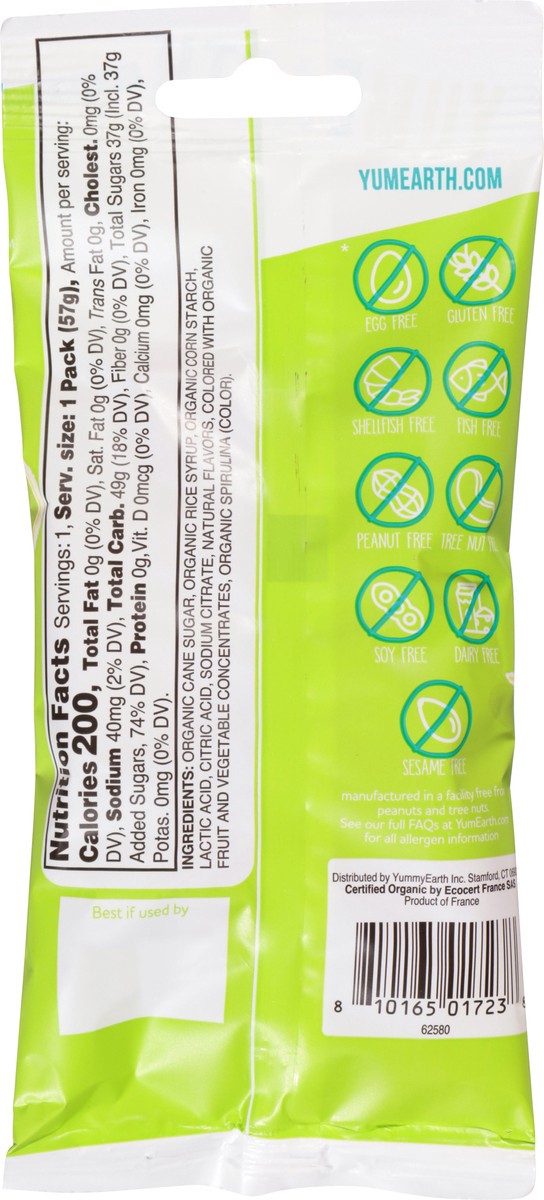 Nutrition Facts Servings: 1, Serv. size: 1 Pack (57g), Amount per serving:
Calories 200, Total Fat 0g (0% DV), Sat. Fat 0g (0% DV), Trans Fat 0g, Cholest. 0mg (0%
DV), Sodium 40mg (2% DV), Total Carb. 49g (18% DV), Fiber 0g (0% DV), Total Sugars 37g (Incl. 37g
Added Sugars, 74% DV), Protein 0g, Vit. D 0mcg (0% DV), Calcium 0mg (0% DV), Iron 0mg (0% DV),
Potas. 0mg (0% DV).
INGREDIENTS: ORGANIC CANE SUGAR, ORGANIC RICE SYRUP, ORGANIC CORN STARCH,
LACTIC ACID, CITRIC ACID, SODIUM CITRATE, NATURAL FLAVORS, COLORED WITH ORGANIC
FRUIT AND VEGETABLE CONCENTRATES, ORGANIC SPIRULINA (COLOR).
Best if used by
YUMEARTH.COM
*
EGG FREE GLUTEN FREE
SHELLFISH FREE FISH FREE
PEANUT FREE TREE NUT
SOY FREE DAIRY FREE
SESAME FREE
manufactured in a facility free from
peanuts and tree nuts.
See our full FAQs at YumEarth.com
for all allergen information
Distributed by YummyEarth Inc. Stamford, CT
Certified Organic by Ecocert France SAS
Product of France
8 10165 01723
62580